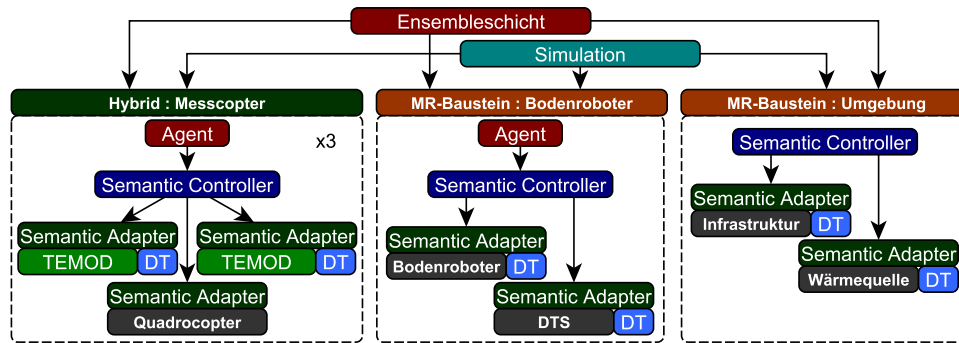 Ensembleschicht
Simulation
Hybrid : Messcopter
Agent
x3
Semantic Controller
Semantic Adapter
TEMOD DT
Semantic Adapter
TEMOD DT
Semantic Adapter
Quadrocopter
MR-Baustein : Bodenroboter
Agent
Semantic Controller
Semantic Adapter
Bodenroboter DT
Semantic Adapter
DTS DT
MR-Baustein : Umgebung
Semantic Controller
Semantic Adapter
Infrastruktur DT
Semantic Adapter
Wärmequelle DT